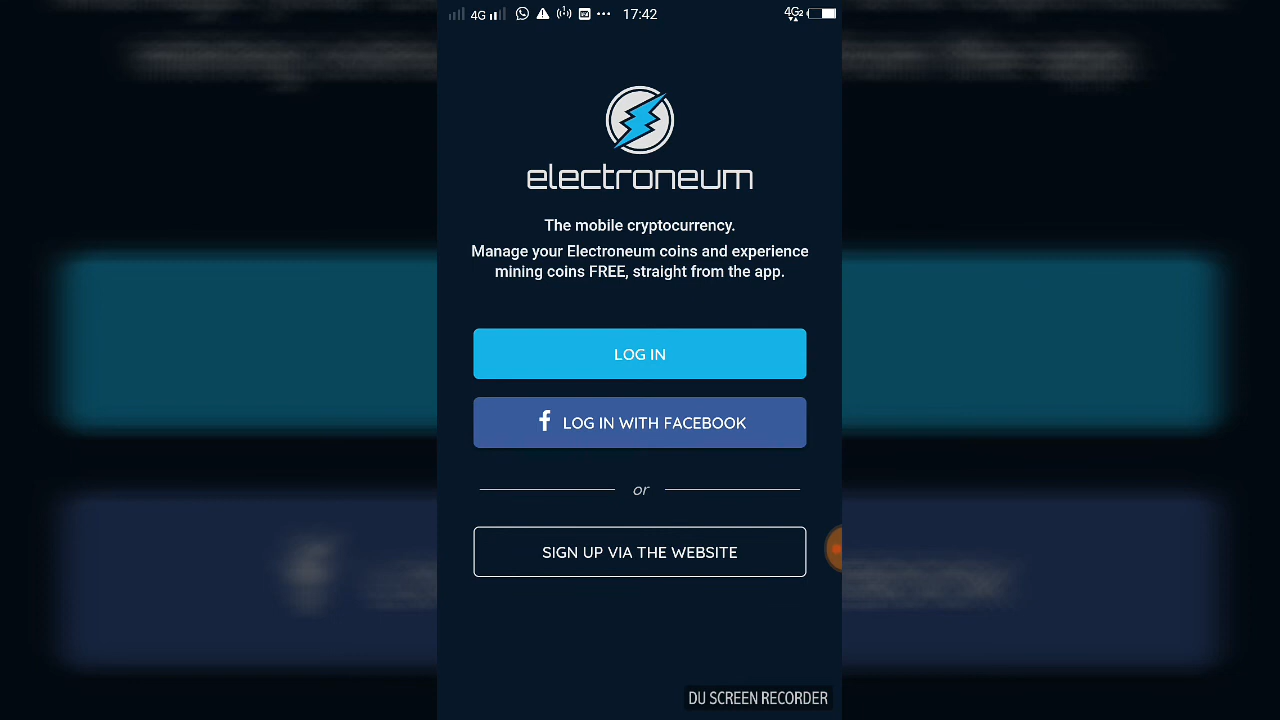 4G 17:42 4G2
electroneum
The mobile cryptocurrency.
Manage your Electroneum coins and experience
mining coins FREE, straight from the app.
LOG IN
f LOG IN WITH FACEBOOK
or
SIGN UP VIA THE WEBSITE
DU SCREEN RECORDER